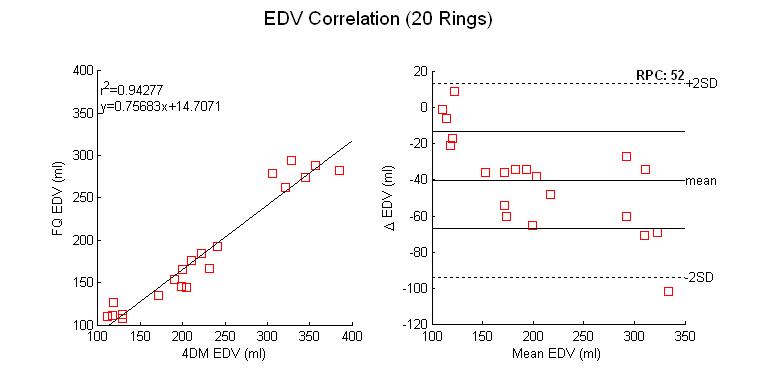 EDV Correlation (20 Rings)
r2=0.94277
y=0.75683x+14.7071
400
350
300
250
200
150
100
FQ EDV (ml)
100 150 200 250 300 350 400
4DM EDV (ml)
RPC: 52
+2SD
mean
-2SD
20
0
-20
-40
-60
-80
-100
-120
Δ EDV (ml)
100 150 200 250 300 350
Mean EDV (ml)